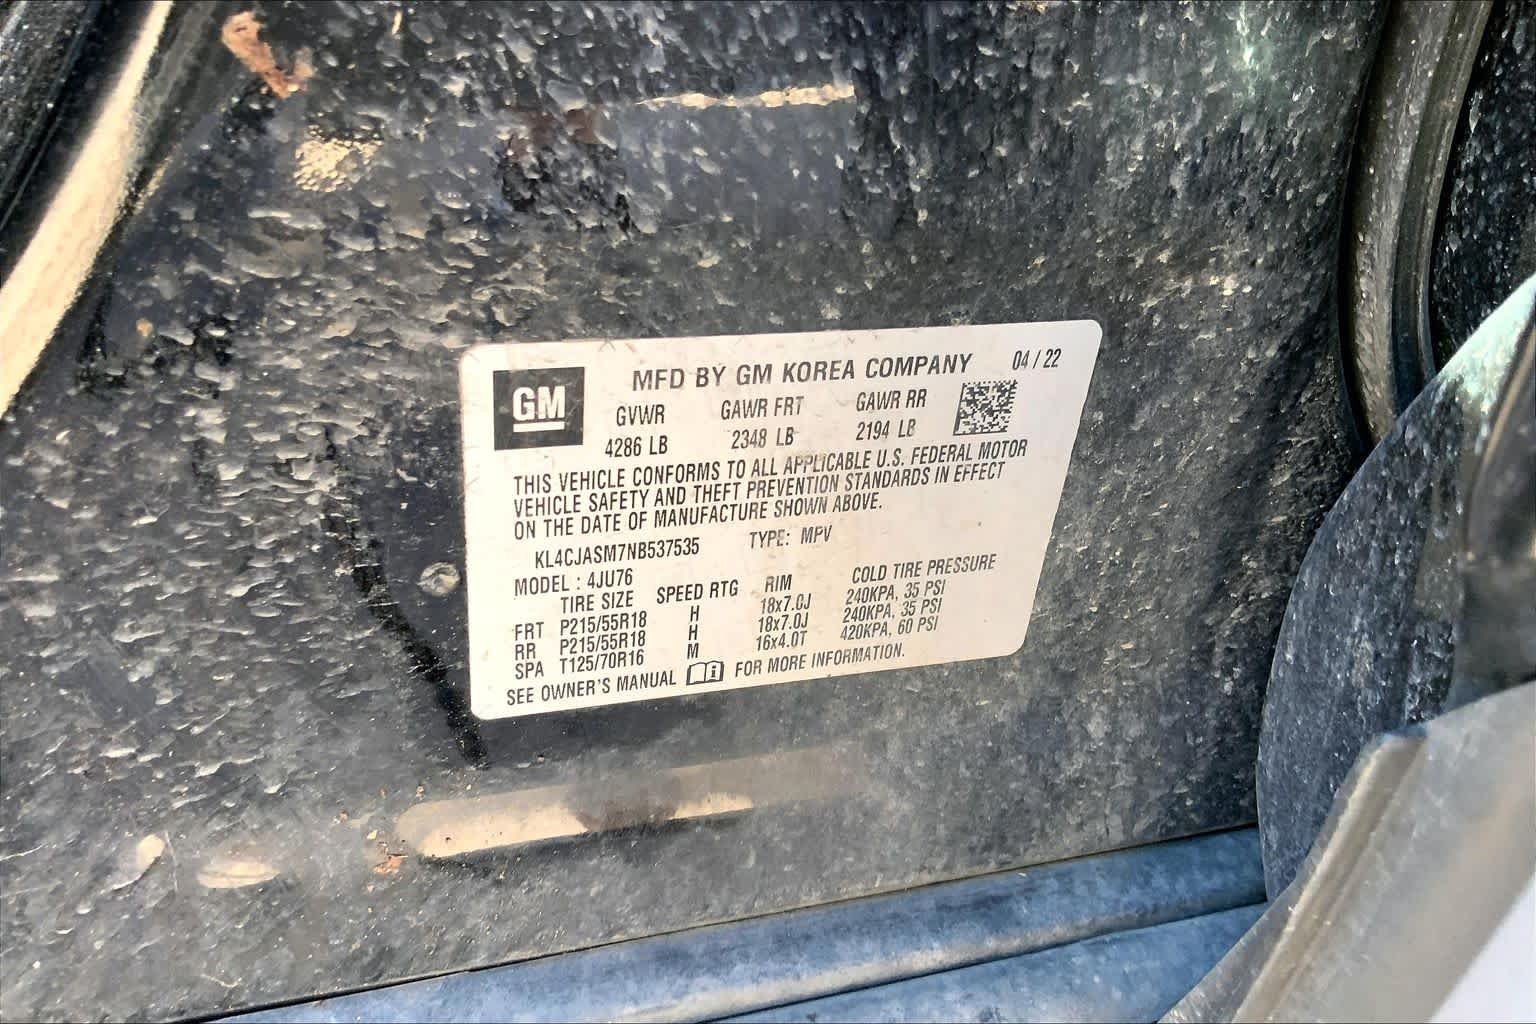 GM
MFD BY GM KOREA COMPANY 04 / 22
GVWR GAWR FRT GAWR RR
4286 LB 2348 LB 2194 LB
THIS VEHICLE CONFORMS TO ALL APPLICABLE U.S. FEDERAL MOTOR
VEHICLE SAFETY AND THEFT PREVENTION STANDARDS IN EFFECT
ON THE DATE OF MANUFACTURE SHOWN ABOVE.
KL4CJASM7NB537535 TYPE: MPV
MODEL : 4JU76
TIRE SIZE SPEED RTG RIM COLD TIRE PRESSURE
FRT P215/55R18 H 18x7.0J 240KPA, 35 PSI
RR P215/55R18 H 18x7.0J 240KPA, 35 PSI
SPA T125/70R16 M 16x4.0T 420KPA, 60 PSI
SEE OWNER'S MANUAL FOR MORE INFORMATION.